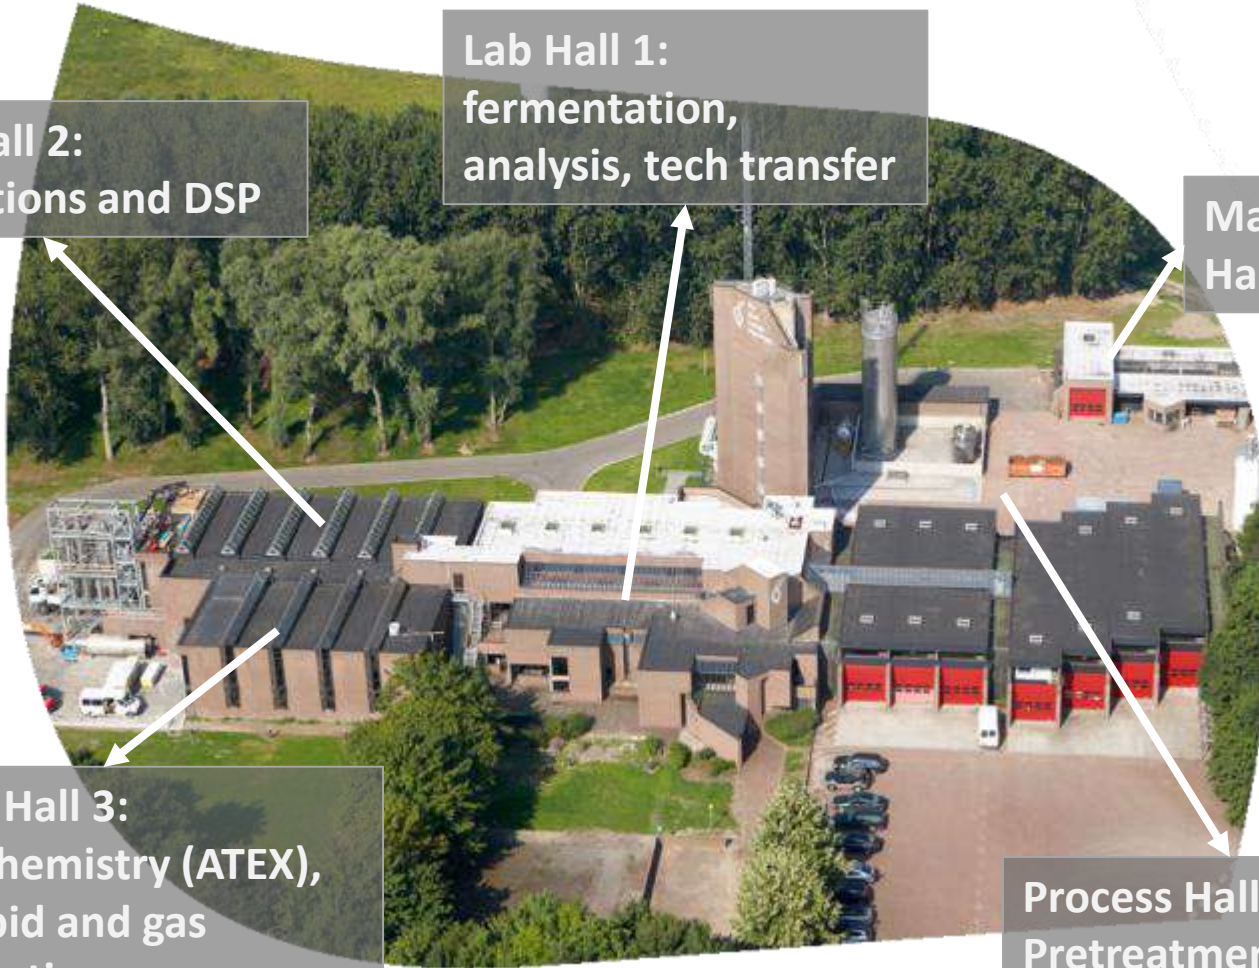 Lab Hall 1:
fermentation,
analysis, tech transfer
all 2:
tions and DSP
Ma
Ha
Hall 3:
hemistry (ATEX),
oid and gas
Process Hall
Pretreatmen